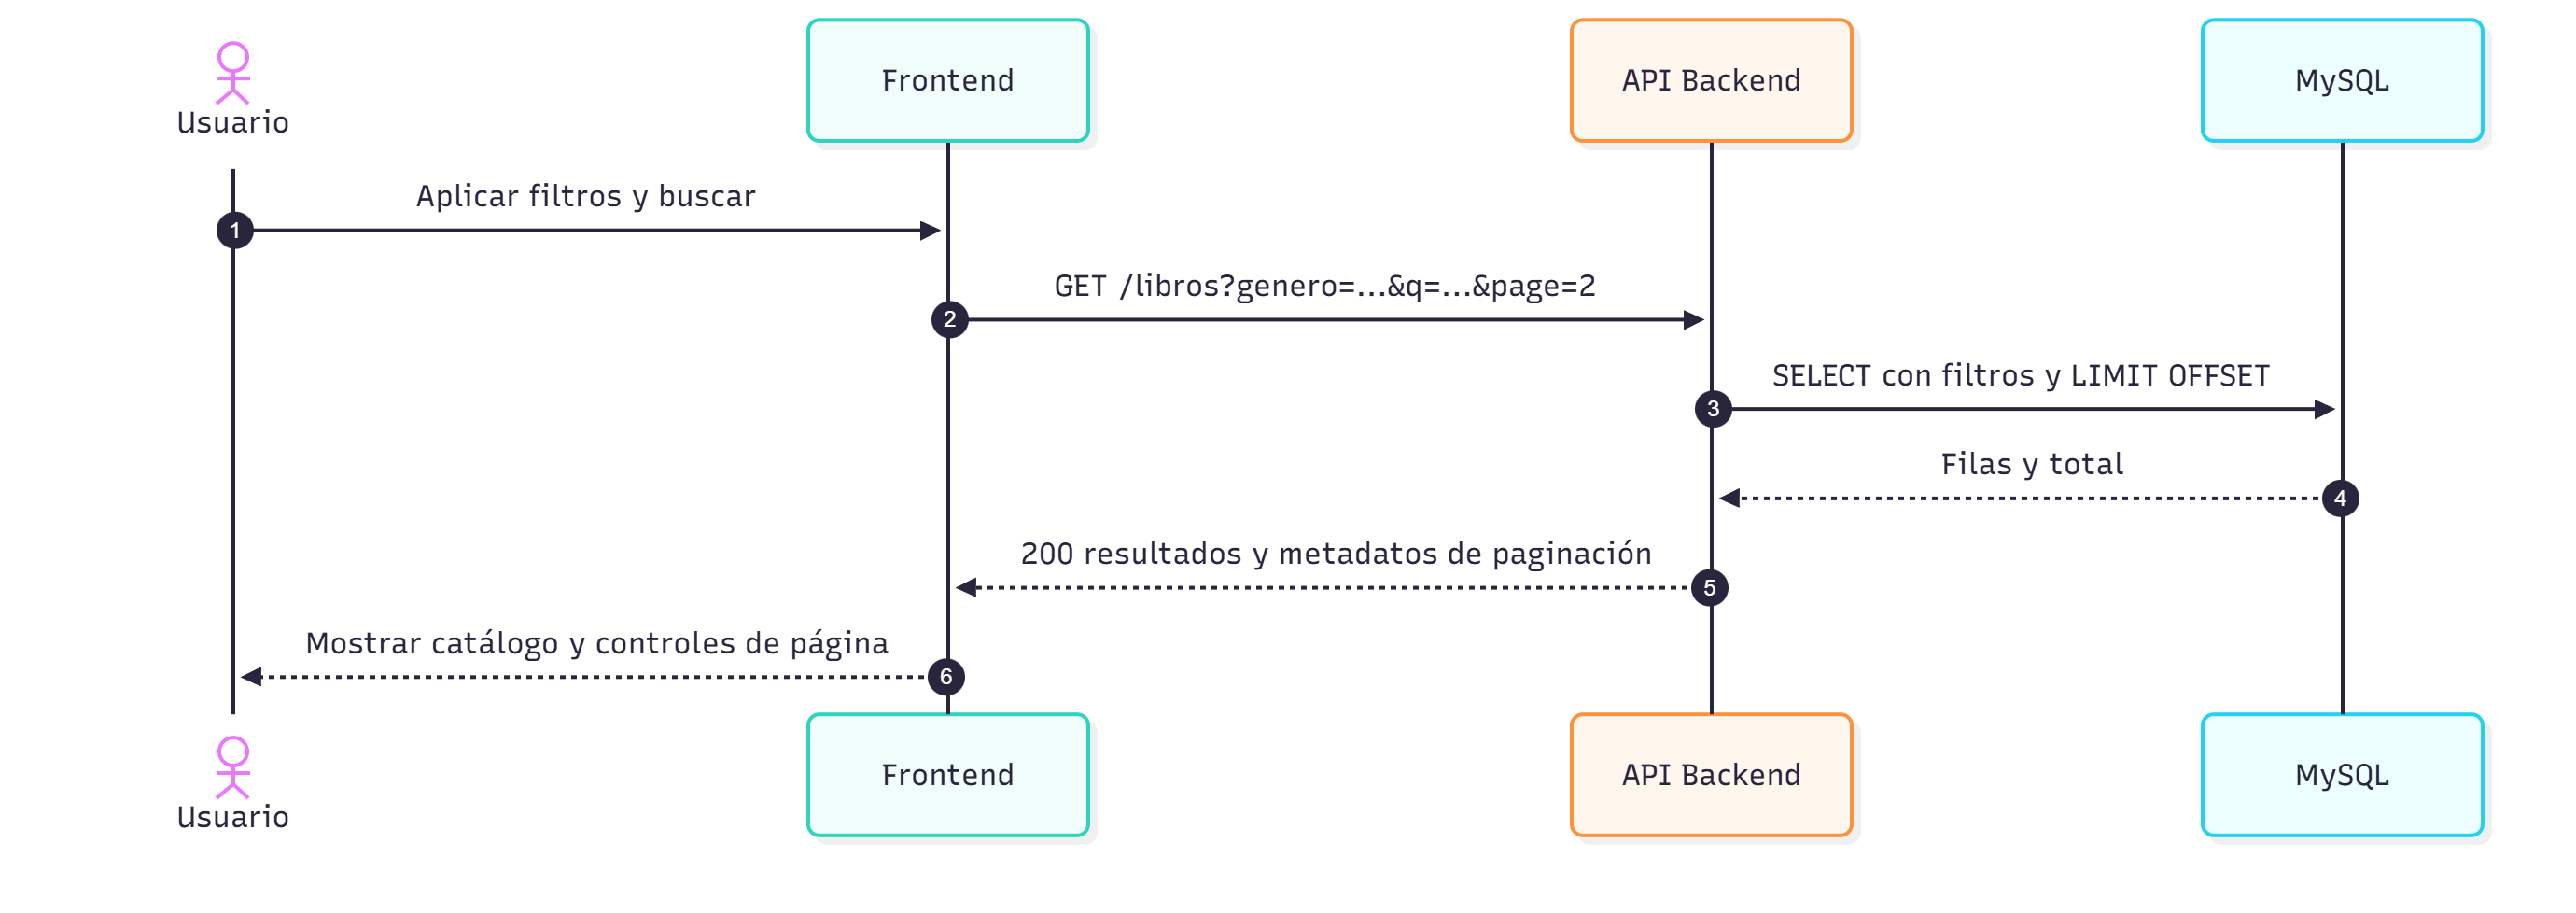 Usuario
Frontend
API Backend
MySQL
Aplicar filtros y buscar
1
GET /libros?genero=...&q=...&page=2
2
SELECT con filtros y LIMIT OFFSET
3
Filas y total
4
200 resultados y metadatos de paginación
5
Mostrar catálogo y controles de página
6
Usuario
Frontend
API Backend
MySQL